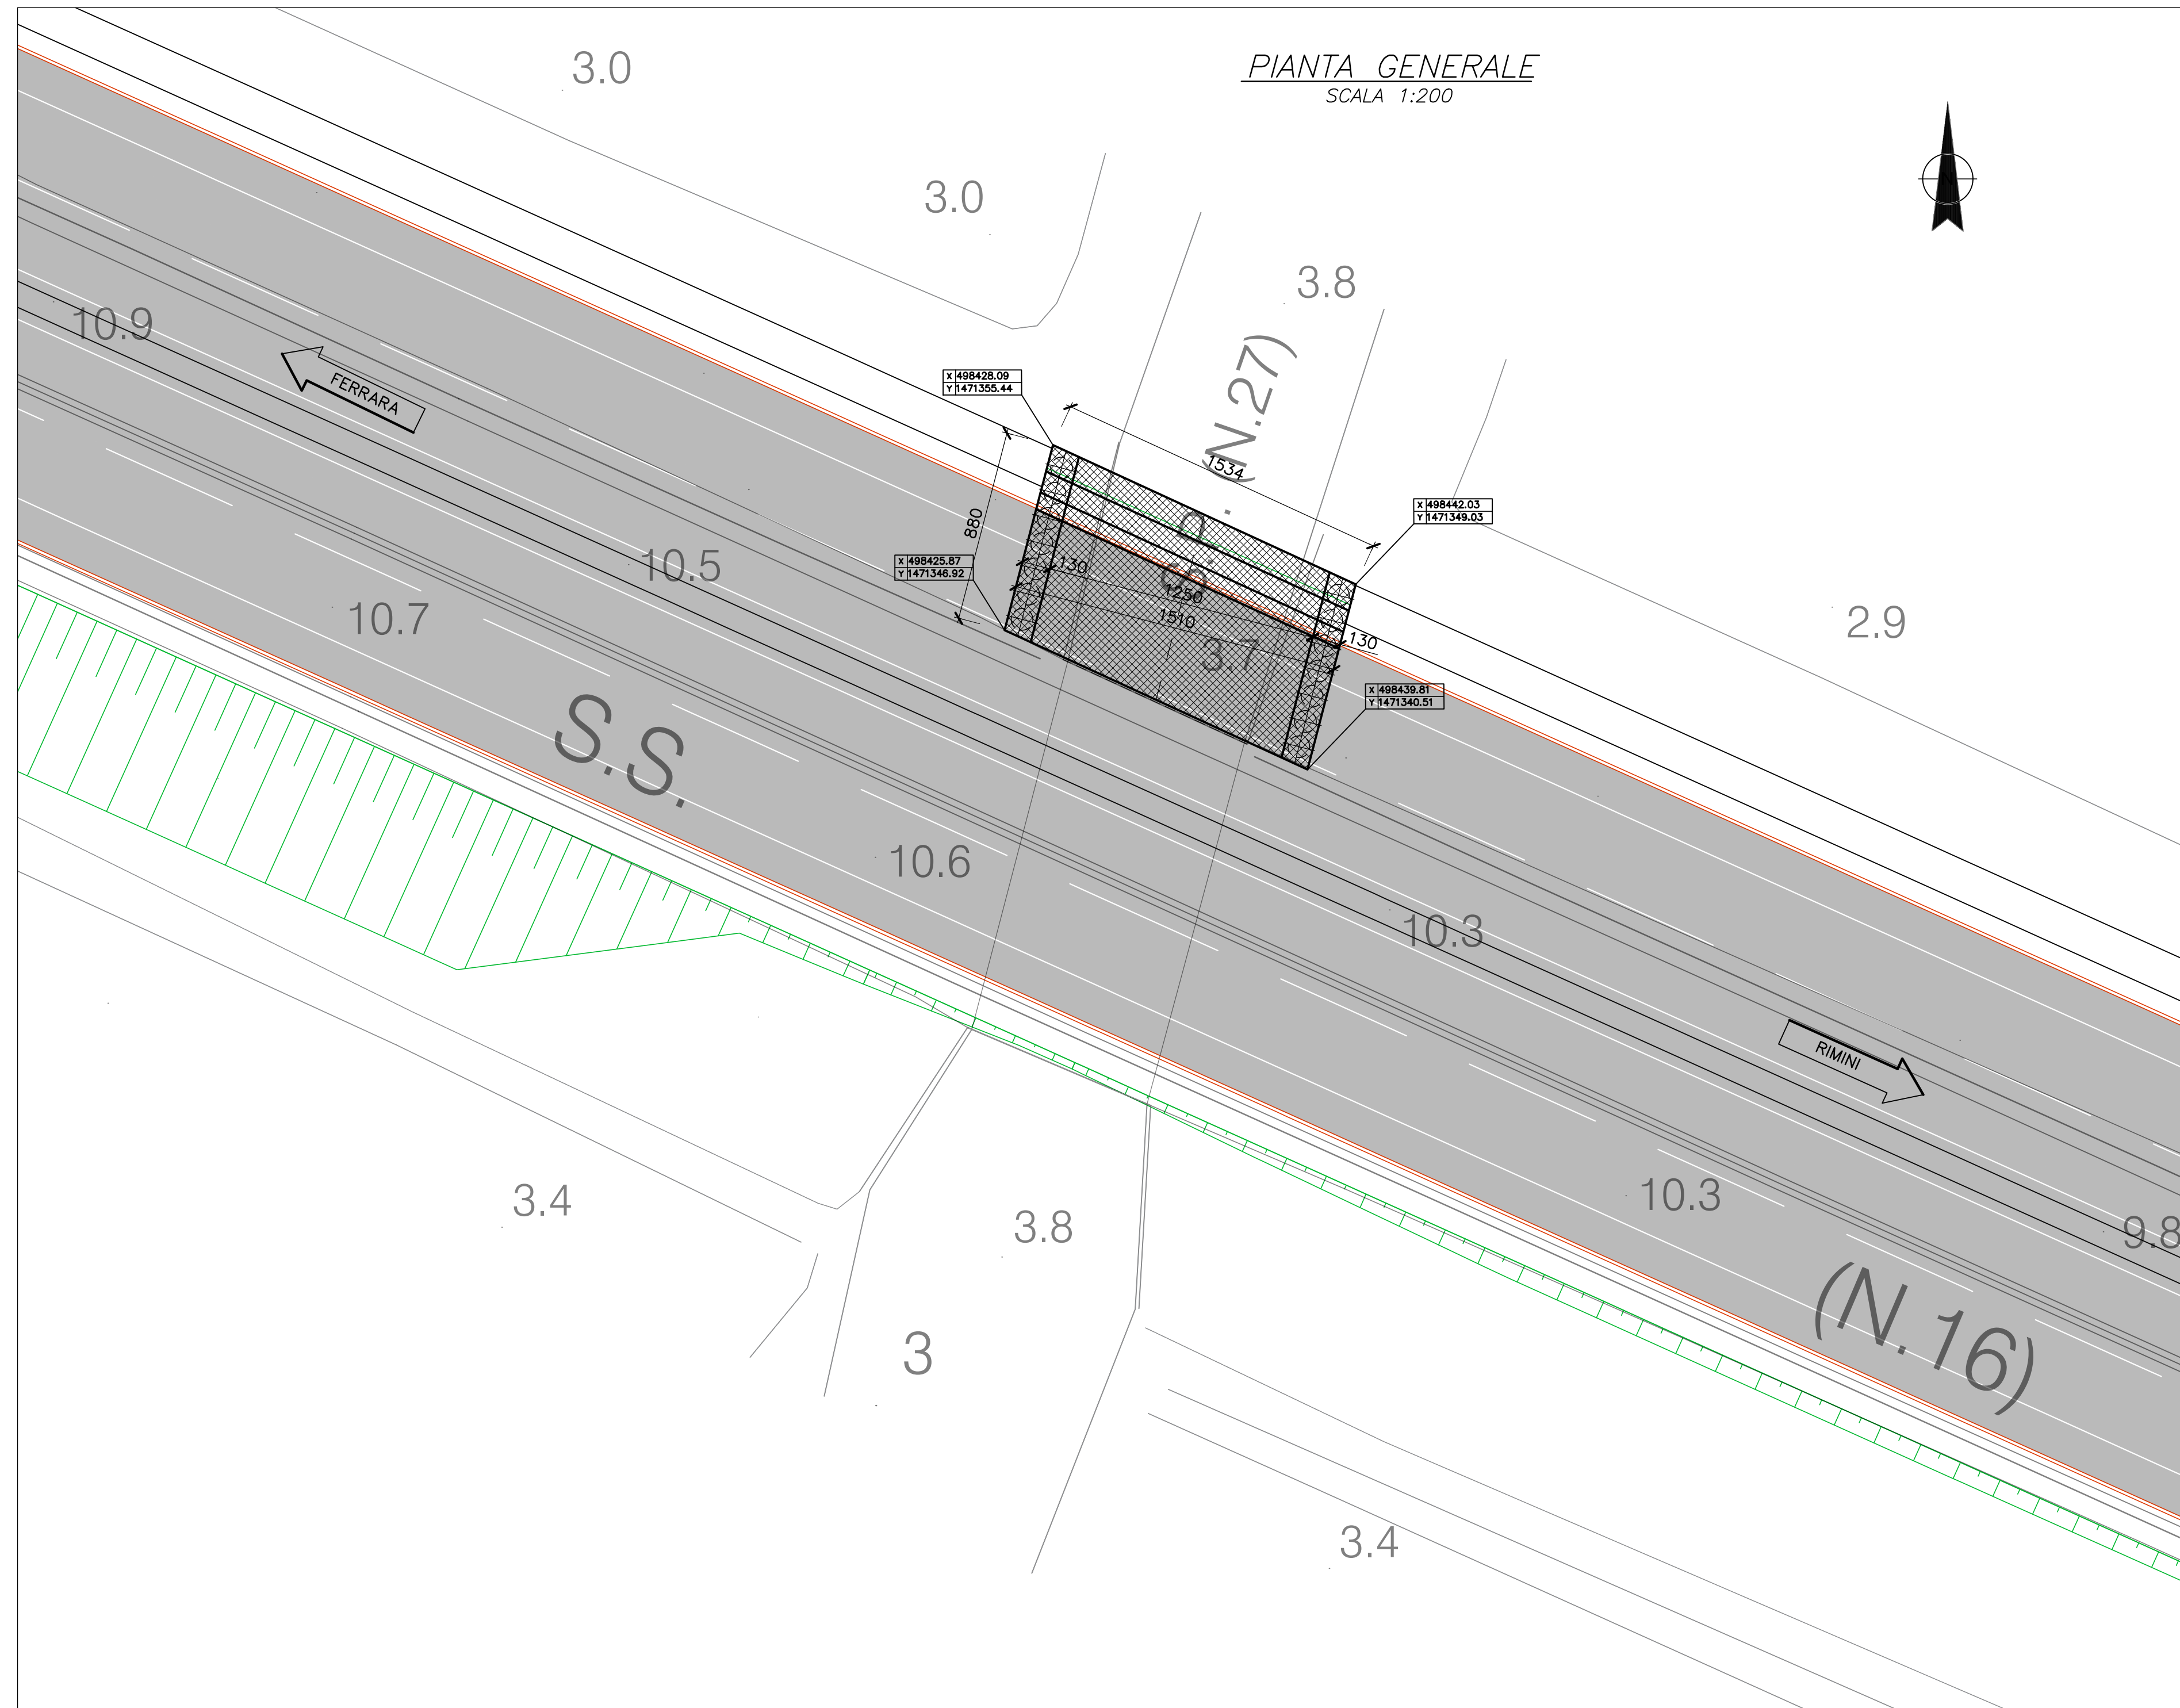 PIANTA GENERALE
SCALA 1:200
3.0
3.0
3.8
S.P. (N.27)
10.9
FERRARA
X 498428.09
Y 1471355.44
1534
880
X 498442.03
Y 1471349.03
X 498425.87
Y 1471346.92
130
1250
1510
130
3.7
10.5
10.7
2.9
X 498439.81
Y 1471340.51
S.S.
10.6
10.3
RIMINI
10.3
9.8
3.4
3.8
3
(N.16)
3.4